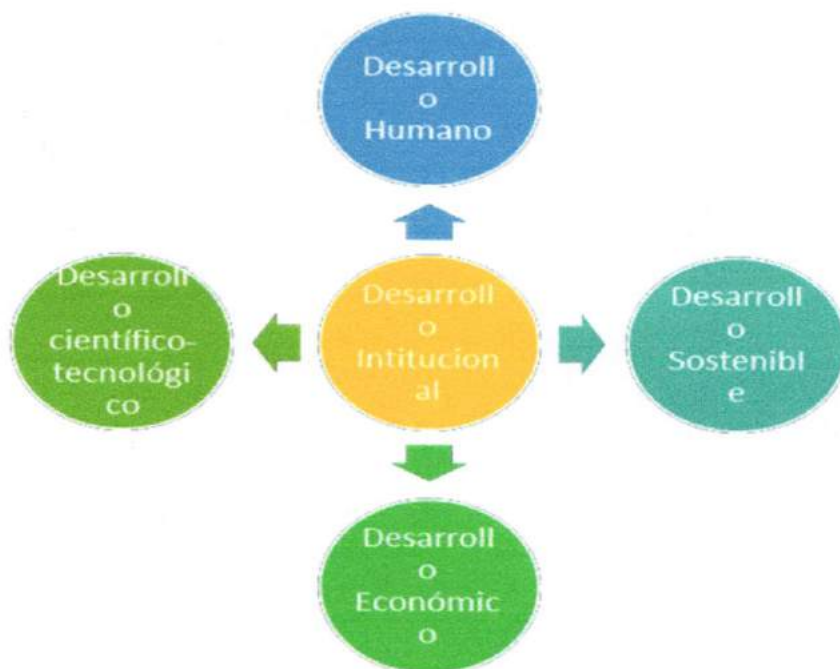 Desarroll
o
Humano
Desarroll
o
científico-
tecnológi
co
Desarroll
o
Intitucion
al
Desarroll
o
Sostenibl
e
Desarroll
o
Económic
o